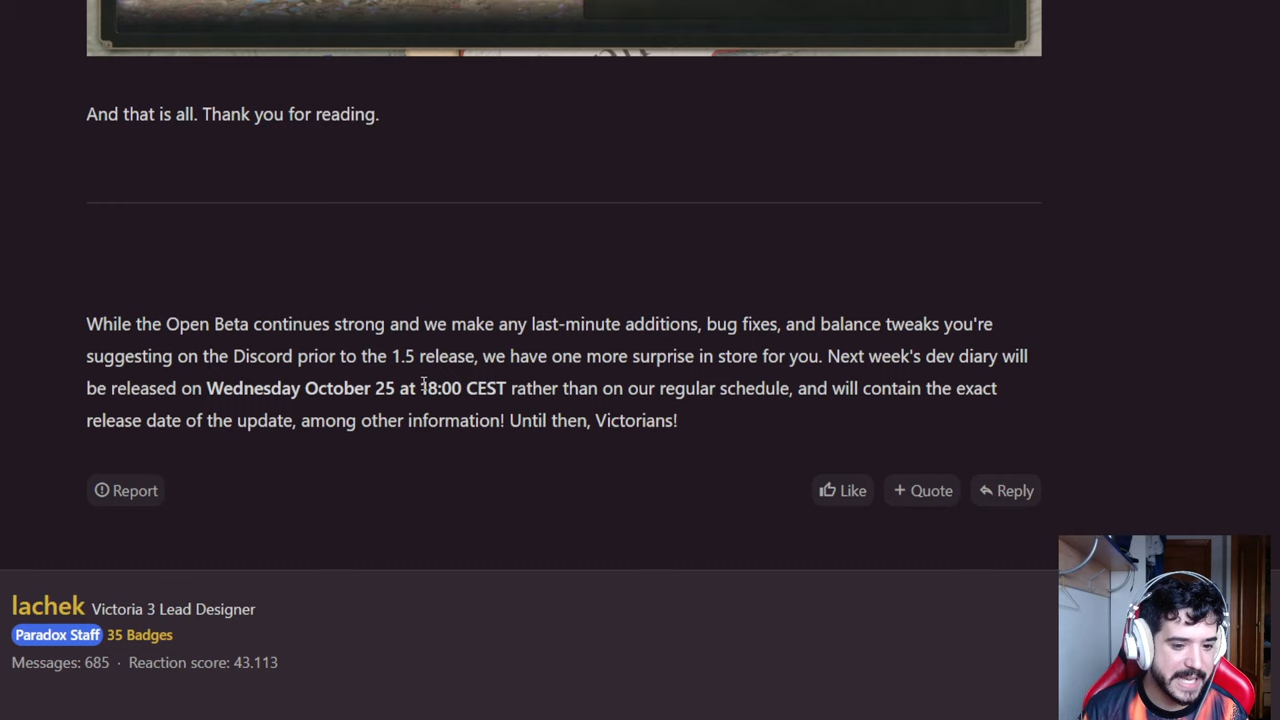 And that is all. Thank you for reading.
While the Open Beta continues strong and we make any last-minute additions, bug fixes, and balance tweaks you're
suggesting on the Discord prior to the 1.5 release, we have one more surprise in store for you. Next week's dev diary will
be released on Wednesday October 25 at 18:00 CEST rather than on our regular schedule, and will contain the exact
release date of the update, among other information! Until then, Victorians!
Report
Like
+ Quote
Reply
lachek Victoria 3 Lead Designer
Paradox Staff 35 Badges
Messages: 685 · Reaction score: 43.113